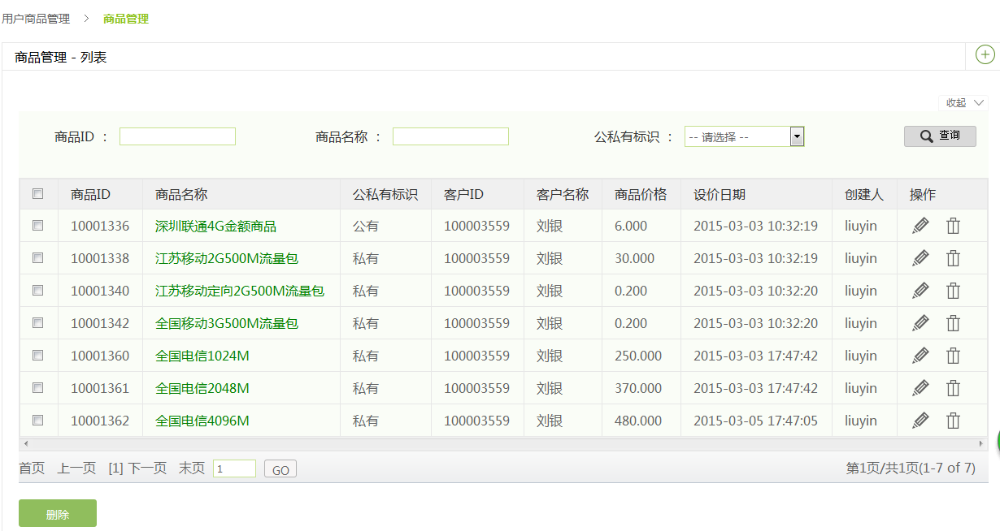 用户商品管理 > 商品管理
商品管理 - 列表
收起
商品ID : 商品名称 : 公私有标识 : -- 请选择 -- 查询
商品ID 商品名称 公私有标识 客户ID 客户名称 商品价格 设价日期 创建人 操作
10001336 深圳联通4G金额商品 公有 100003559 刘银 6.000 2015-03-03 10:32:19 liuyin
10001338 江苏移动2G500M流量包 私有 100003559 刘银 30.000 2015-03-03 10:32:19 liuyin
10001340 江苏移动定向2G500M流量包 私有 100003559 刘银 0.200 2015-03-03 10:32:20 liuyin
10001342 全国移动3G500M流量包 私有 100003559 刘银 0.200 2015-03-03 10:32:20 liuyin
10001360 全国电信1024M 私有 100003559 刘银 250.000 2015-03-03 17:47:42 liuyin
10001361 全国电信2048M 私有 100003559 刘银 370.000 2015-03-03 17:47:42 liuyin
10001362 全国电信4096M 私有 100003559 刘银 480.000 2015-03-05 17:47:05 liuyin
首页 上一页 [1] 下一页 末页 1 GO 第1页/共1页(1-7 of 7)
删除